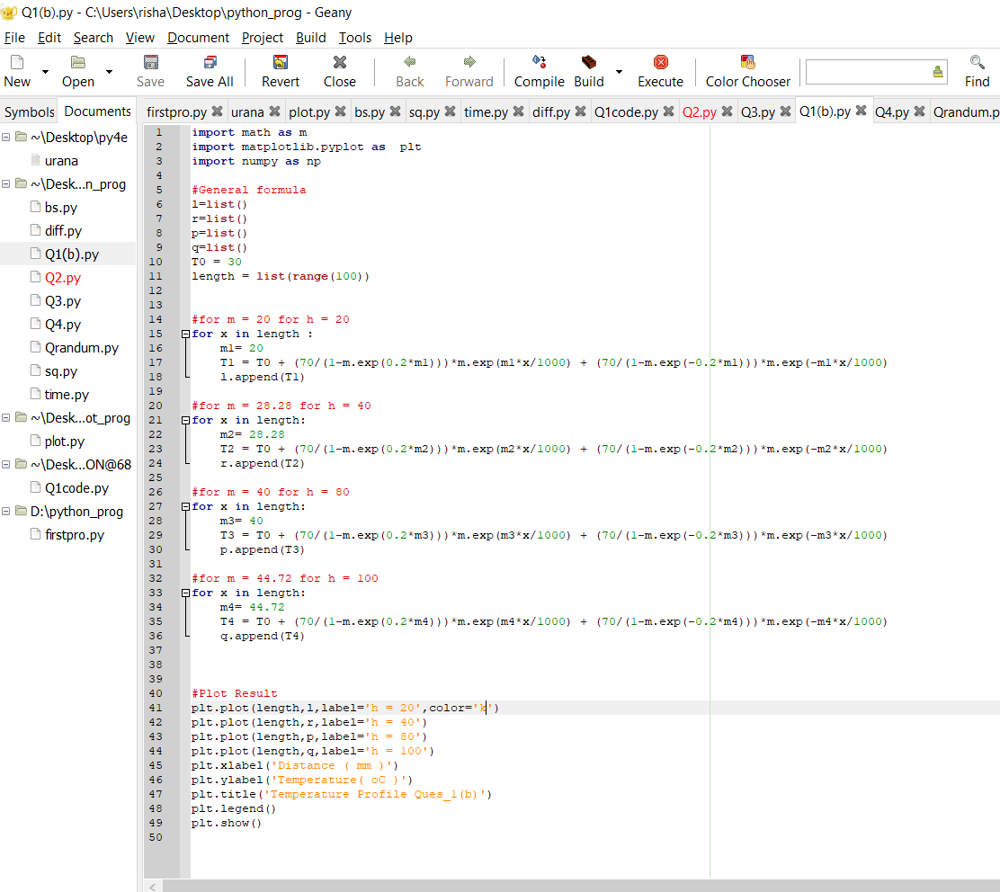 Q1(b).py - C:\Users\risha\Desktop\python_prog - Geany
File Edit Search View Document Project Build Tools Help
New Open Save Save All Revert Close Back Forward Compile Build Execute Color Chooser Find
Symbols Documents firstpro.py urana plot.py bs.py sq.py time.py diff.py Q1code.py Q2.py Q3.py Q1(b).py Q4.py Qrandum.p
~\Desktop\py4e
urana
~\Desk...n_prog
bs.py
diff.py
Q1(b).py
Q2.py
Q3.py
Q4.py
Qrandum.py
sq.py
time.py
~\Desk...ot_prog
plot.py
~\Desk...ON@68
Q1code.py
D:\python_prog
firstpro.py
1 import math as m
2 import matplotlib.pyplot as  plt
3 import numpy as np
4
5 #General formula
6 l=list()
7 r=list()
8 p=list()
9 q=list()
10 T0 = 30
11 length = list(range(100))
12
13
14 #for m = 20 for h = 20
15 for x in length :
16     m1= 20
17     T1 = T0 + (70/(1-m.exp(0.2*m1)))*m.exp(m1*x/1000) + (70/(1-m.exp(-0.2*m1)))*m.exp(-m1*x/1000)
18     l.append(T1)
19
20 #for m = 28.28 for h = 40
21 for x in length:
22     m2= 28.28
23     T2 = T0 + (70/(1-m.exp(0.2*m2)))*m.exp(m2*x/1000) + (70/(1-m.exp(-0.2*m2)))*m.exp(-m2*x/1000)
24     r.append(T2)
25
26 #for m = 40 for h = 80
27 for x in length:
28     m3= 40
29     T3 = T0 + (70/(1-m.exp(0.2*m3)))*m.exp(m3*x/1000) + (70/(1-m.exp(-0.2*m3)))*m.exp(-m3*x/1000)
30     p.append(T3)
31
32 #for m = 44.72 for h = 100
33 for x in length:
34     m4= 44.72
35     T4 = T0 + (70/(1-m.exp(0.2*m4)))*m.exp(m4*x/1000) + (70/(1-m.exp(-0.2*m4)))*m.exp(-m4*x/1000)
36     q.append(T4)
37
38
39
40 #Plot Result
41 plt.plot(length,l,label='h = 20',color='k')
42 plt.plot(length,r,label='h = 40')
43 plt.plot(length,p,label='h = 80')
44 plt.plot(length,q,label='h = 100')
45 plt.xlabel('Distance ( mm )')
46 plt.ylabel('Temperature( oC )')
47 plt.title('Temperature Profile Ques_1(b)')
48 plt.legend()
49 plt.show()
50